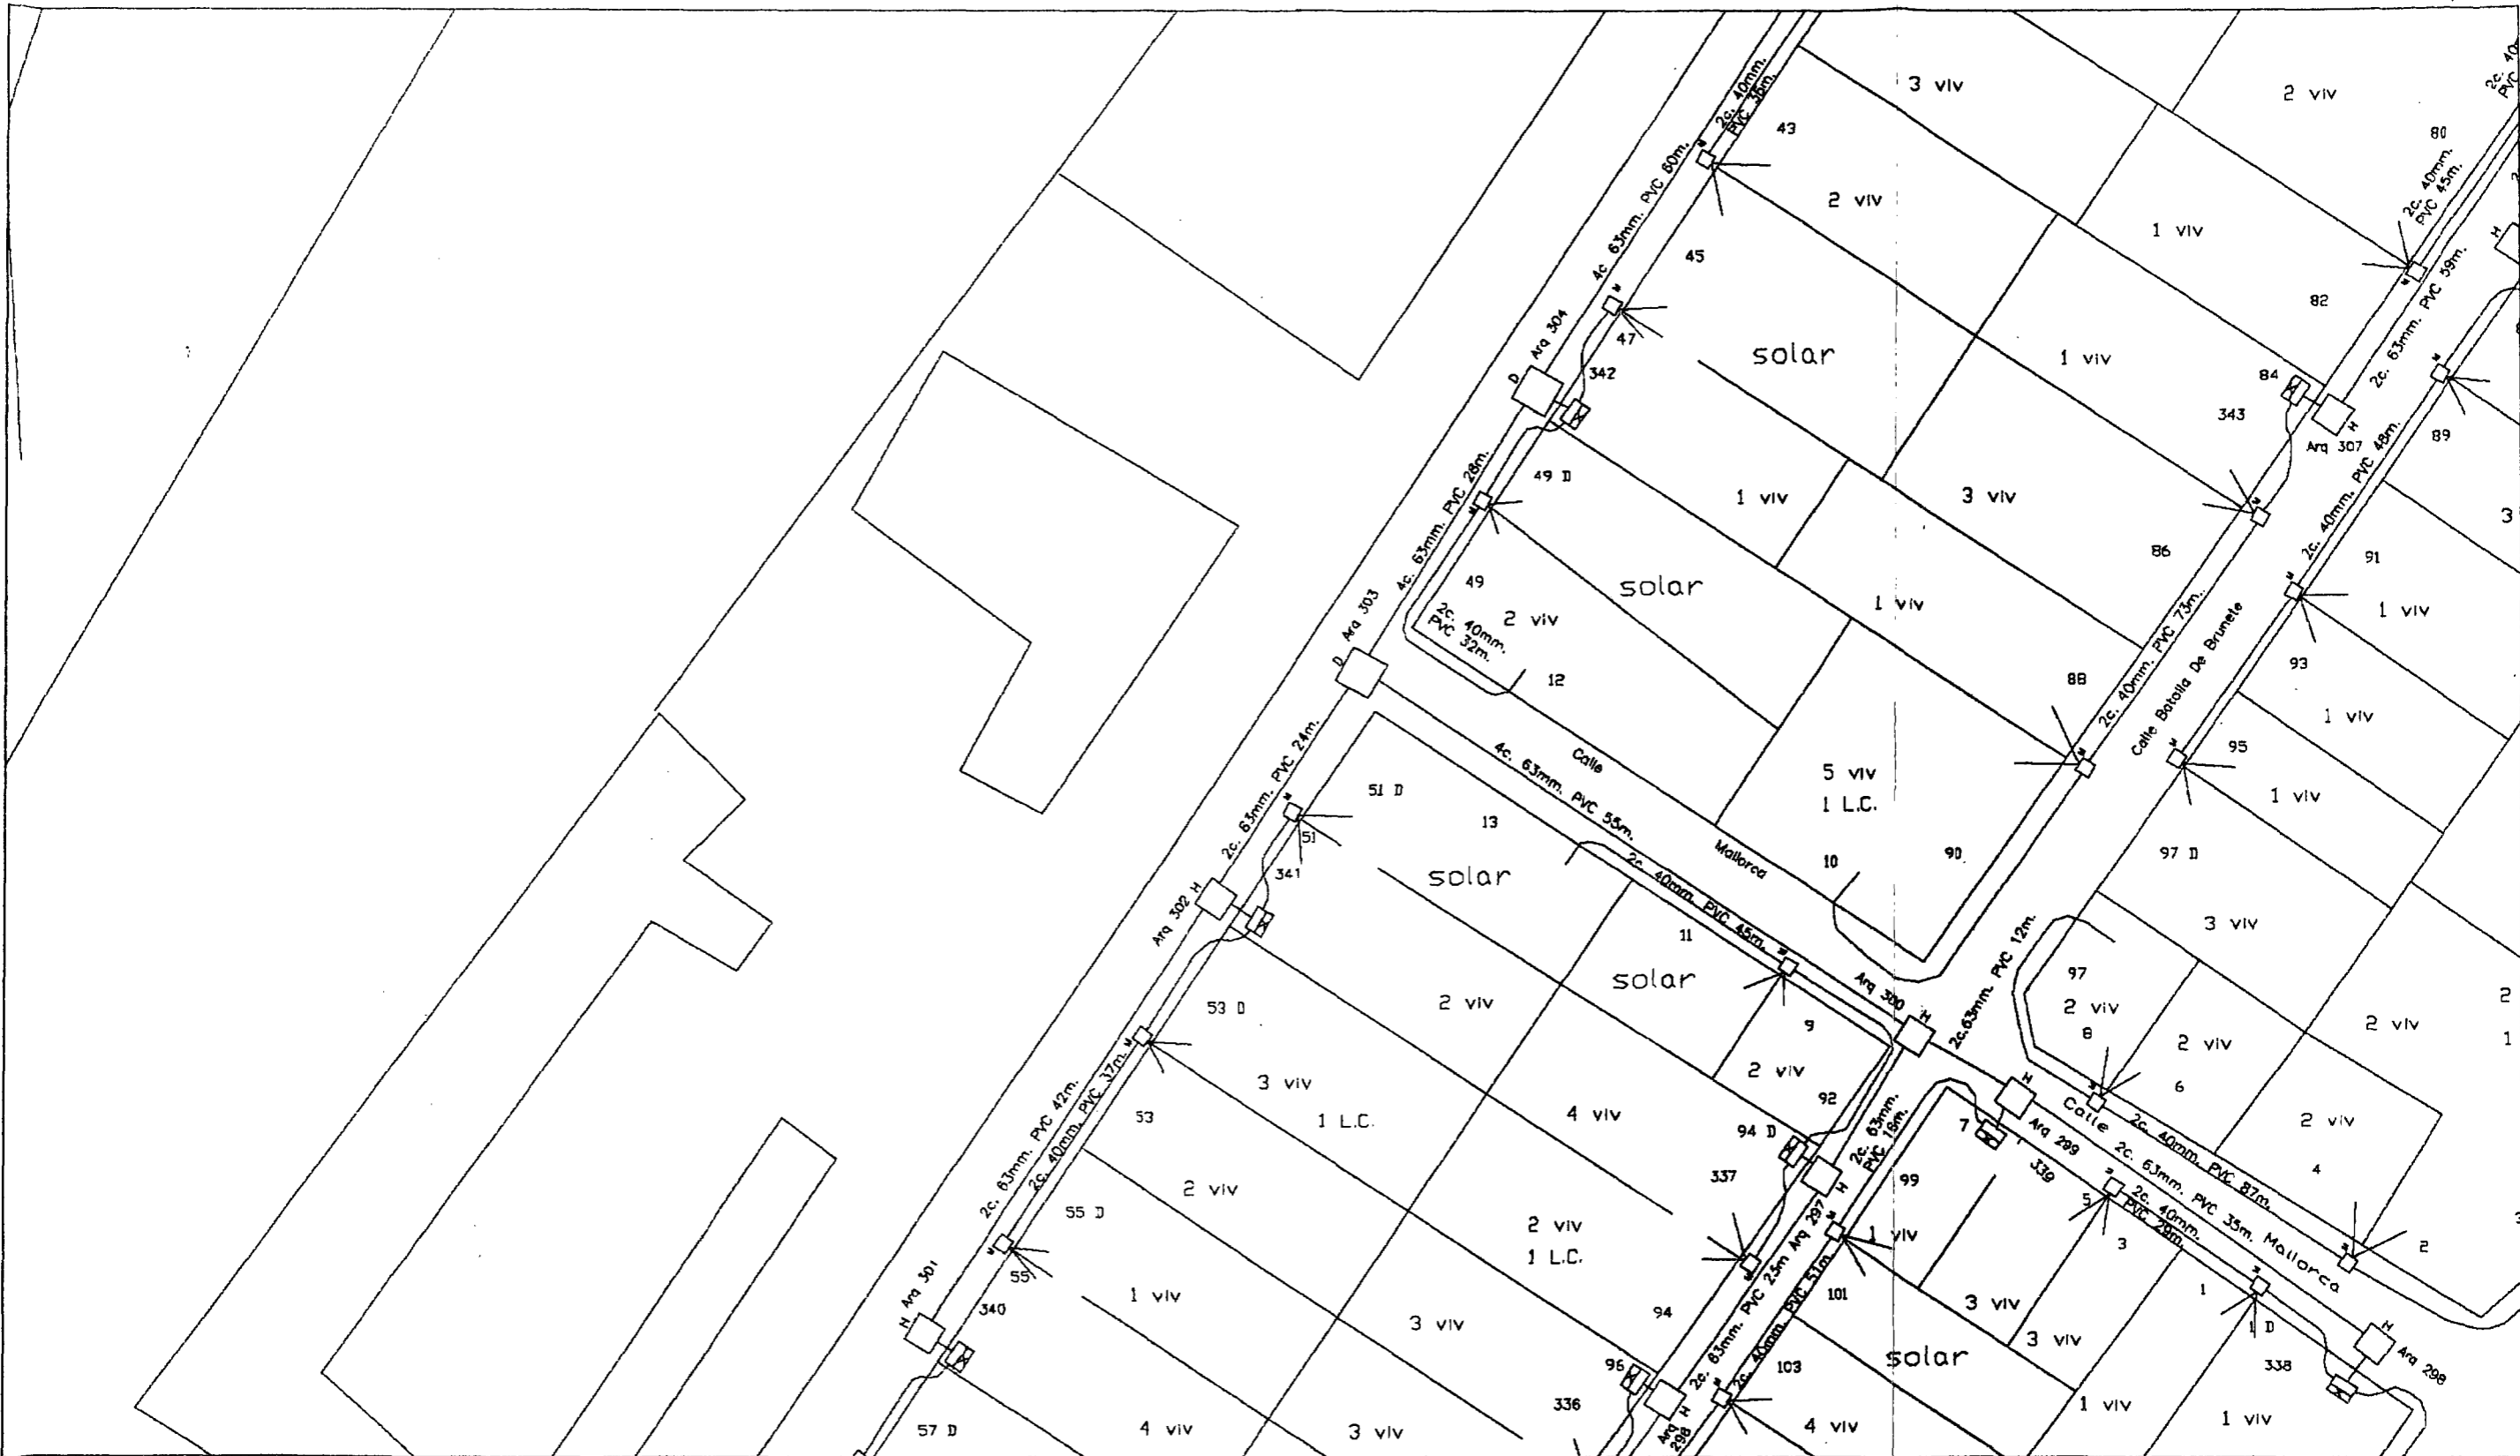 3 viv
2 viv
80
2c. 40mm.
PVC 36m.
43
2c. 40mm.
PVC 45m.
4c. 63mm. PVC 60m.
2 viv
1 viv
45
82
2c. 63mm. PVC 59m.
H
M
M
M
Arq 304
D
47
342
solar
1 viv
84
343
H
Arq 307
M
89
49 D
4c. 63mm. PVC 28m.
M
1 viv
3 viv
2c. 40mm. PVC 48m.
M
3
86
91
1 viv
49
solar
1 viv
M
2c. 40mm.
PVC 32m.
2 viv
12
Arq 303
D
88
2c. 40mm. PVC 73m.
Calle Batalla De Brunete
93
1 viv
M
M
95
1 viv
2c. 63mm. PVC 24m.
M
51 D
13
4c. 63mm. PVC 55m.
Calle
Mallorca
5 viv
1 L.C.
10
90
97 D
51
341
solar
2c. 40mm. PVC 45m.
H
Arq 302
11
solar
M
Arq 300
H
2c.63mm. PVC 12m.
3 viv
97
2 viv
8
2 viv
2 viv
2
1
53 D
2 viv
M
9
2 viv
92
3 viv
1 L.C.
4 viv
53
2c. 63mm. PVC 42m.
2c. 40mm. PVC 37m.
94 D
337
2c. 63mm.
PVC 18m.
H
7
H
Arq 299
339
Calle
M
6
2 viv
4
2c. 40mm. PVC 87m.
2c. 63mm. PVC 35m. Mallorca
2
M
55 D
2 viv
2 viv
1 L.C.
M
Arq 297
M
99
1 viv
5
M
2c. 40mm.
PVC 29m.
3
M
1
1 D
M
55
Arq 301
H
340
1 viv
3 viv
94
2c. 63mm. PVC 25m
2c. 40mm. PVC 51m.
101
3 viv
3 viv
solar
338
H
Arq 298
57 D
4 viv
3 viv
96
336
H
Arq
298
M
103
4 viv
1 viv
1 viv